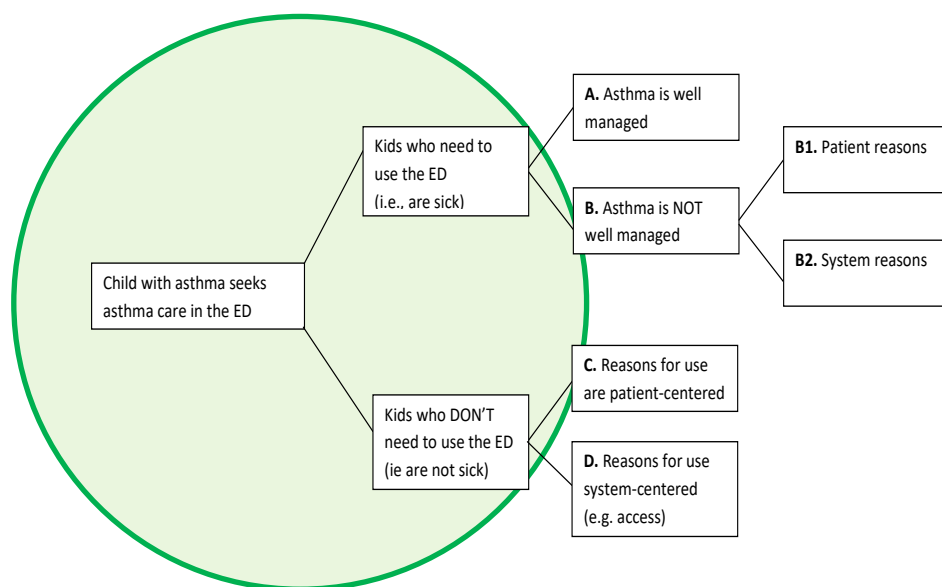 Child with asthma seeks
asthma care in the ED
Kids who need to
use the ED
(i.e., are sick)
A. Asthma is well
managed
B. Asthma is NOT
well managed
B1. Patient reasons
B2. System reasons
Kids who DON’T
need to use the ED
(ie are not sick)
C. Reasons for use
are patient-centered
D. Reasons for use
system-centered
(e.g. access)